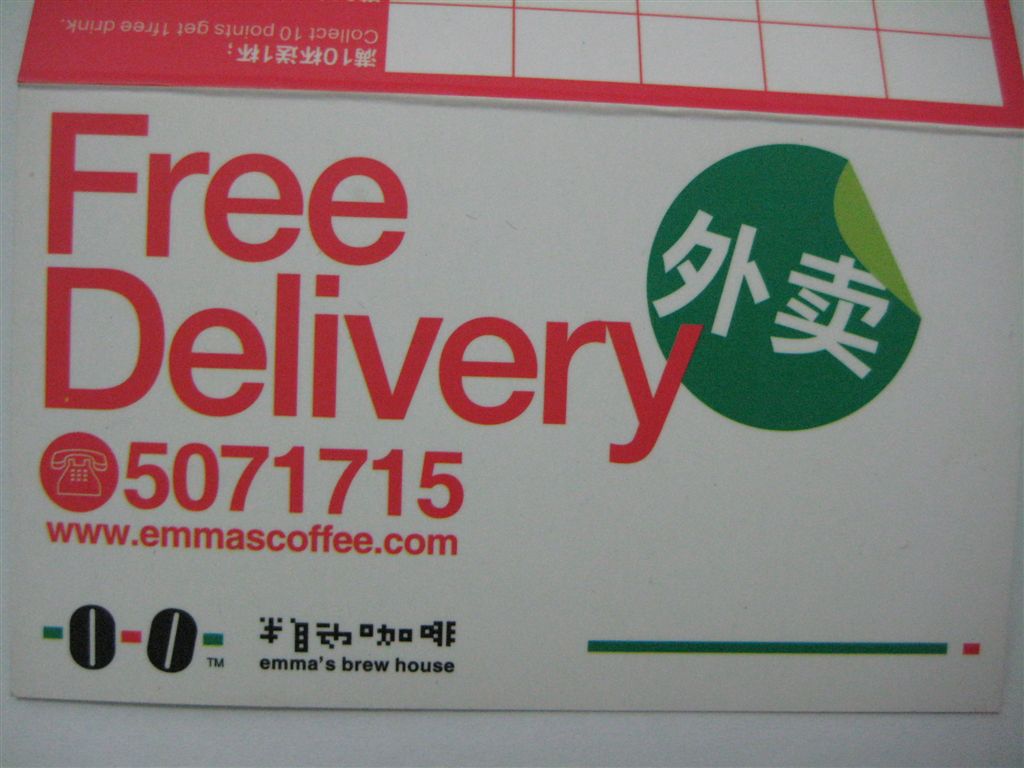 满10杯送1杯;
Collect 10 points get 1free drink.
Free
Delivery
外卖
5071715
www.emmascoffee.com
TM
半自动咖啡
emma's brew house